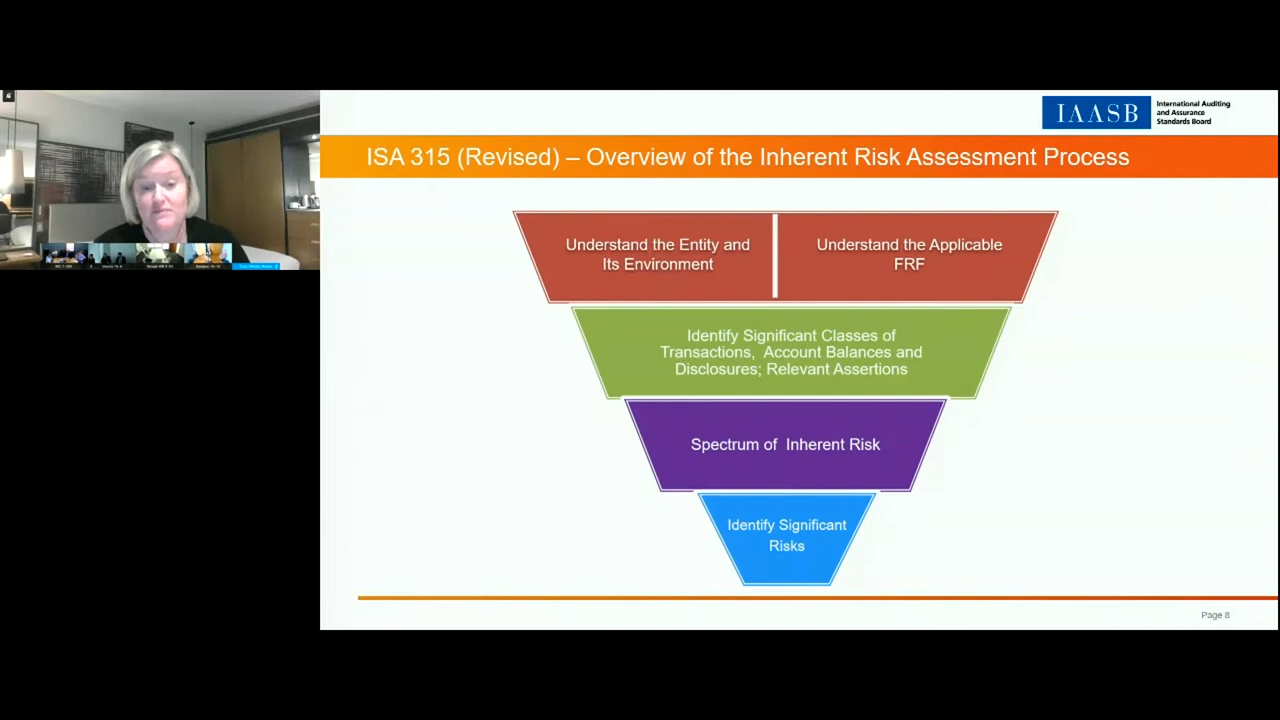 IAASB
International Auditing
and Assurance
Standards Board
ISA 315 (Revised) – Overview of the Inherent Risk Assessment Process
Understand the Entity and
Its Environment
Understand the Applicable
FRF
Identify Significant Classes of
Transactions, Account Balances and
Disclosures; Relevant Assertions
Spectrum of Inherent Risk
Identify Significant
Risks
Page 8